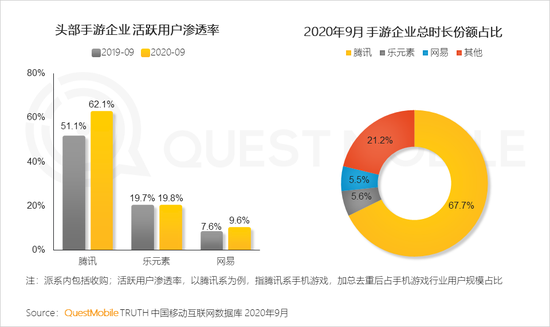 头部手游企业 活跃用户渗透率
2019-09 2020-09
80%
60%
40%
20%
0%
51.1%
62.1%
19.7%
19.8%
7.6%
9.6%
腾讯 乐元素 网易
2020年9月 手游企业总时长份额占比
腾讯 乐元素 网易 其他
21.2%
5.5%
5.6%
67.7%
QUEST MOBILE
注：派系内包括收购；活跃用户渗透率，以腾讯系为例，指腾讯系手机游戏，加总去重后占手机游戏行业用户规模占比
Source：QuestMobile TRUTH 中国移动互联网数据库 2020年9月